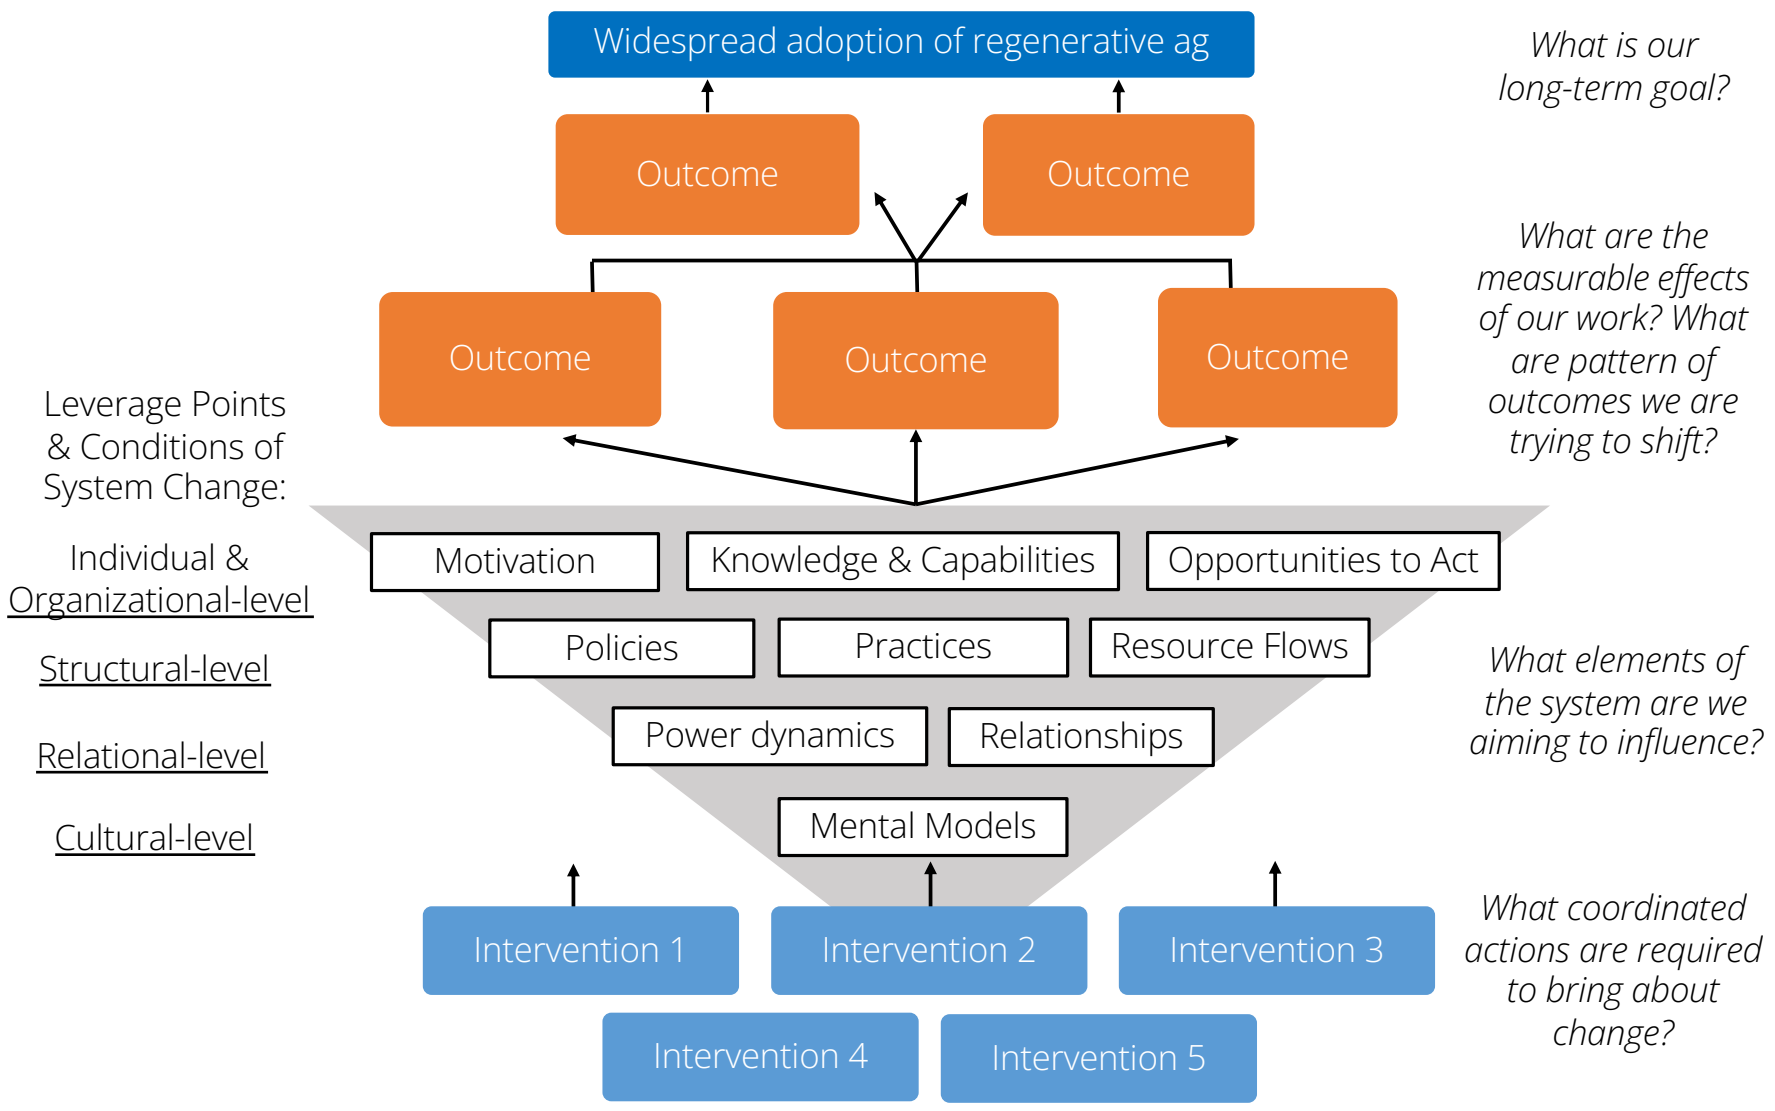 Widespread adoption of regenerative ag
What is our
long-term goal?
Outcome
Outcome
What are the
measurable effects
of our work? What
are pattern of
outcomes we are
trying to shift?
Outcome
Outcome
Outcome
Leverage Points
& Conditions of
System Change:
Individual &
Organizational-level
Motivation
Knowledge & Capabilities
Opportunities to Act
Structural-level
Policies
Practices
Resource Flows
What elements of
the system are we
aiming to influence?
Relational-level
Power dynamics
Relationships
Cultural-level
Mental Models
Intervention 1
Intervention 2
Intervention 3
What coordinated
actions are required
to bring about
change?
Intervention 4
Intervention 5